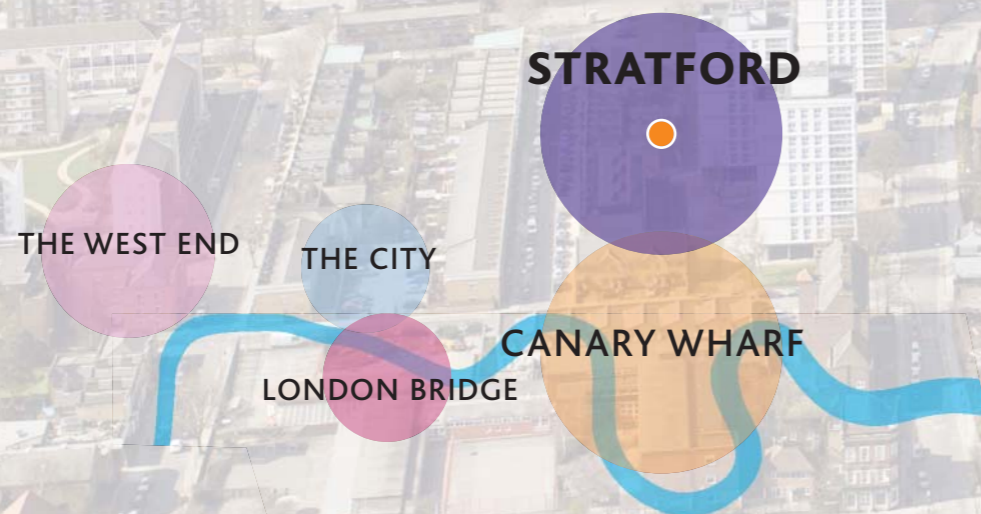 STRATFORD
THE WEST END
THE CITY
CANARY WHARF
LONDON BRIDGE